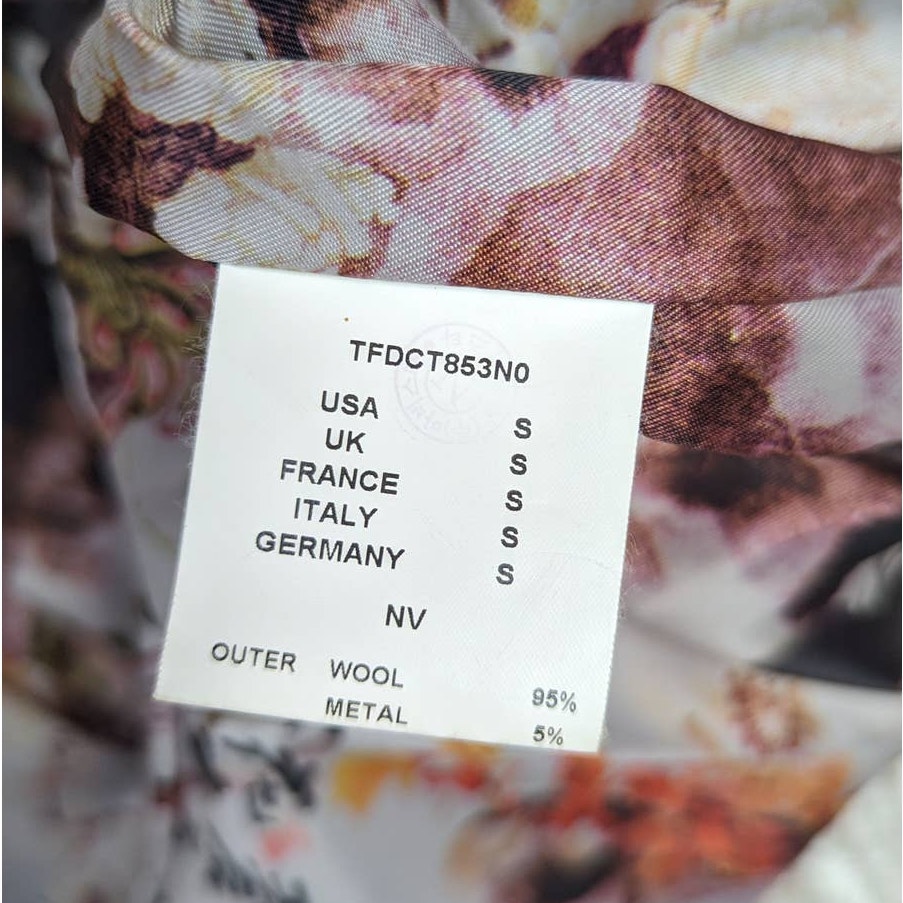 TFDCT853N0
USA S
UK S
FRANCE S
ITALY S
GERMANY S
NV
OUTER WOOL 95%
METAL 5%